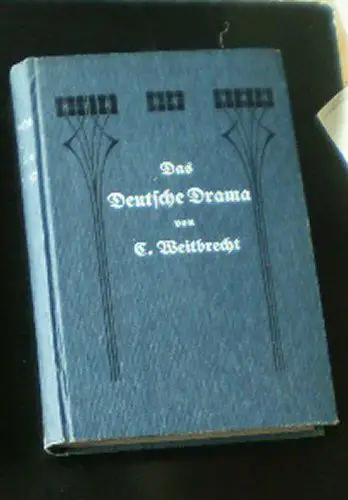 Das
Deutsche Drama
von
C. Weitbrecht